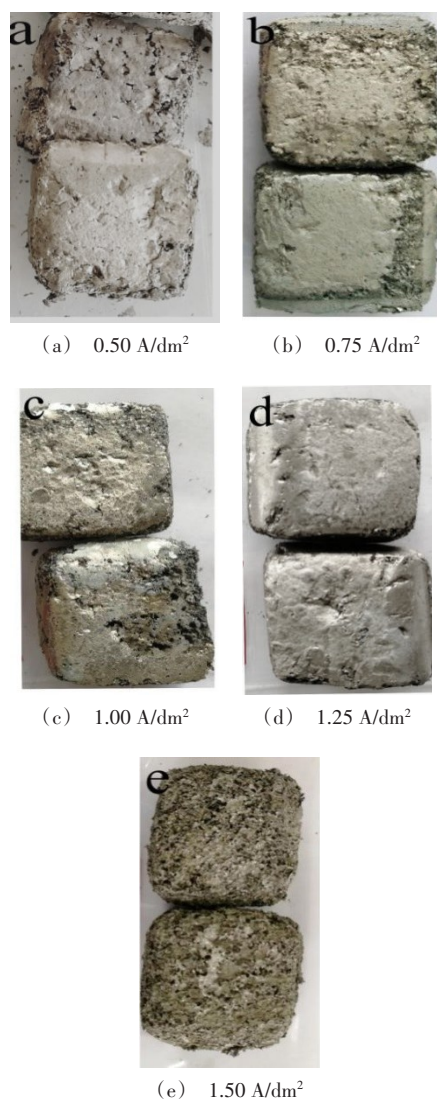 a b
（a） 0.50 A/dm² （b） 0.75 A/dm²
c d
（c） 1.00 A/dm² （d） 1.25 A/dm²
e
（e） 1.50 A/dm²